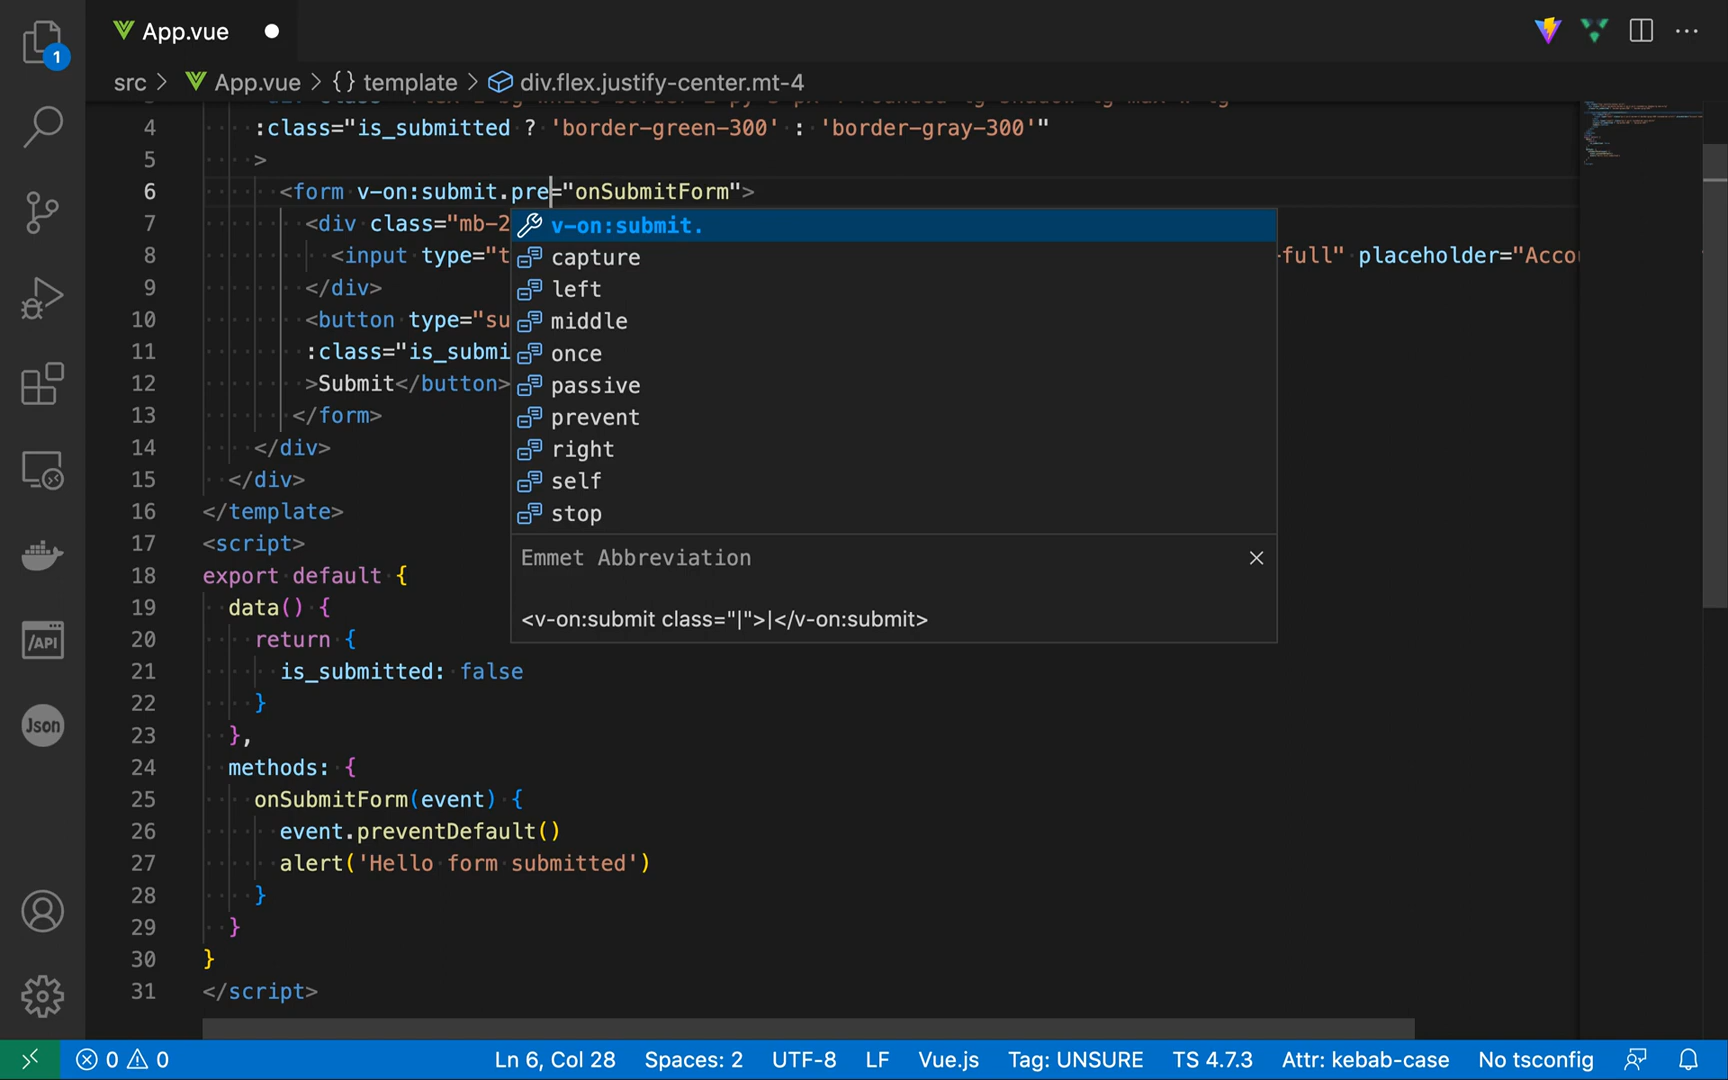 1
App.vue
src > App.vue > {} template > div.flex.justify-center.mt-4
4 :class="is_submitted ? 'border-green-300' : 'border-gray-300'"
5 >
6 <form v-on:submit.pre="onSubmitForm">
7 <div class="mb-2
8 <input type="t -full" placeholder="Accou
9 </div>
10 <button type="su
11 :class="is_submi
12 >Submit</button>
13 </form>
14 </div>
15 </div>
16 </template>
17 <script>
18 export default {
19 data() {
20 return {
21 is_submitted: false
22 }
23 },
24 methods: {
25 onSubmitForm(event) {
26 event.preventDefault()
27 alert('Hello form submitted')
28 }
29 }
30 }
31 </script>
v-on:submit.
capture
left
middle
once
passive
prevent
right
self
stop
Emmet Abbreviation
<v-on:submit class="|">|</v-on:submit>
/API
Json
0 0 Ln 6, Col 28 Spaces: 2 UTF-8 LF Vue.js Tag: UNSURE TS 4.7.3 Attr: kebab-case No tsconfig